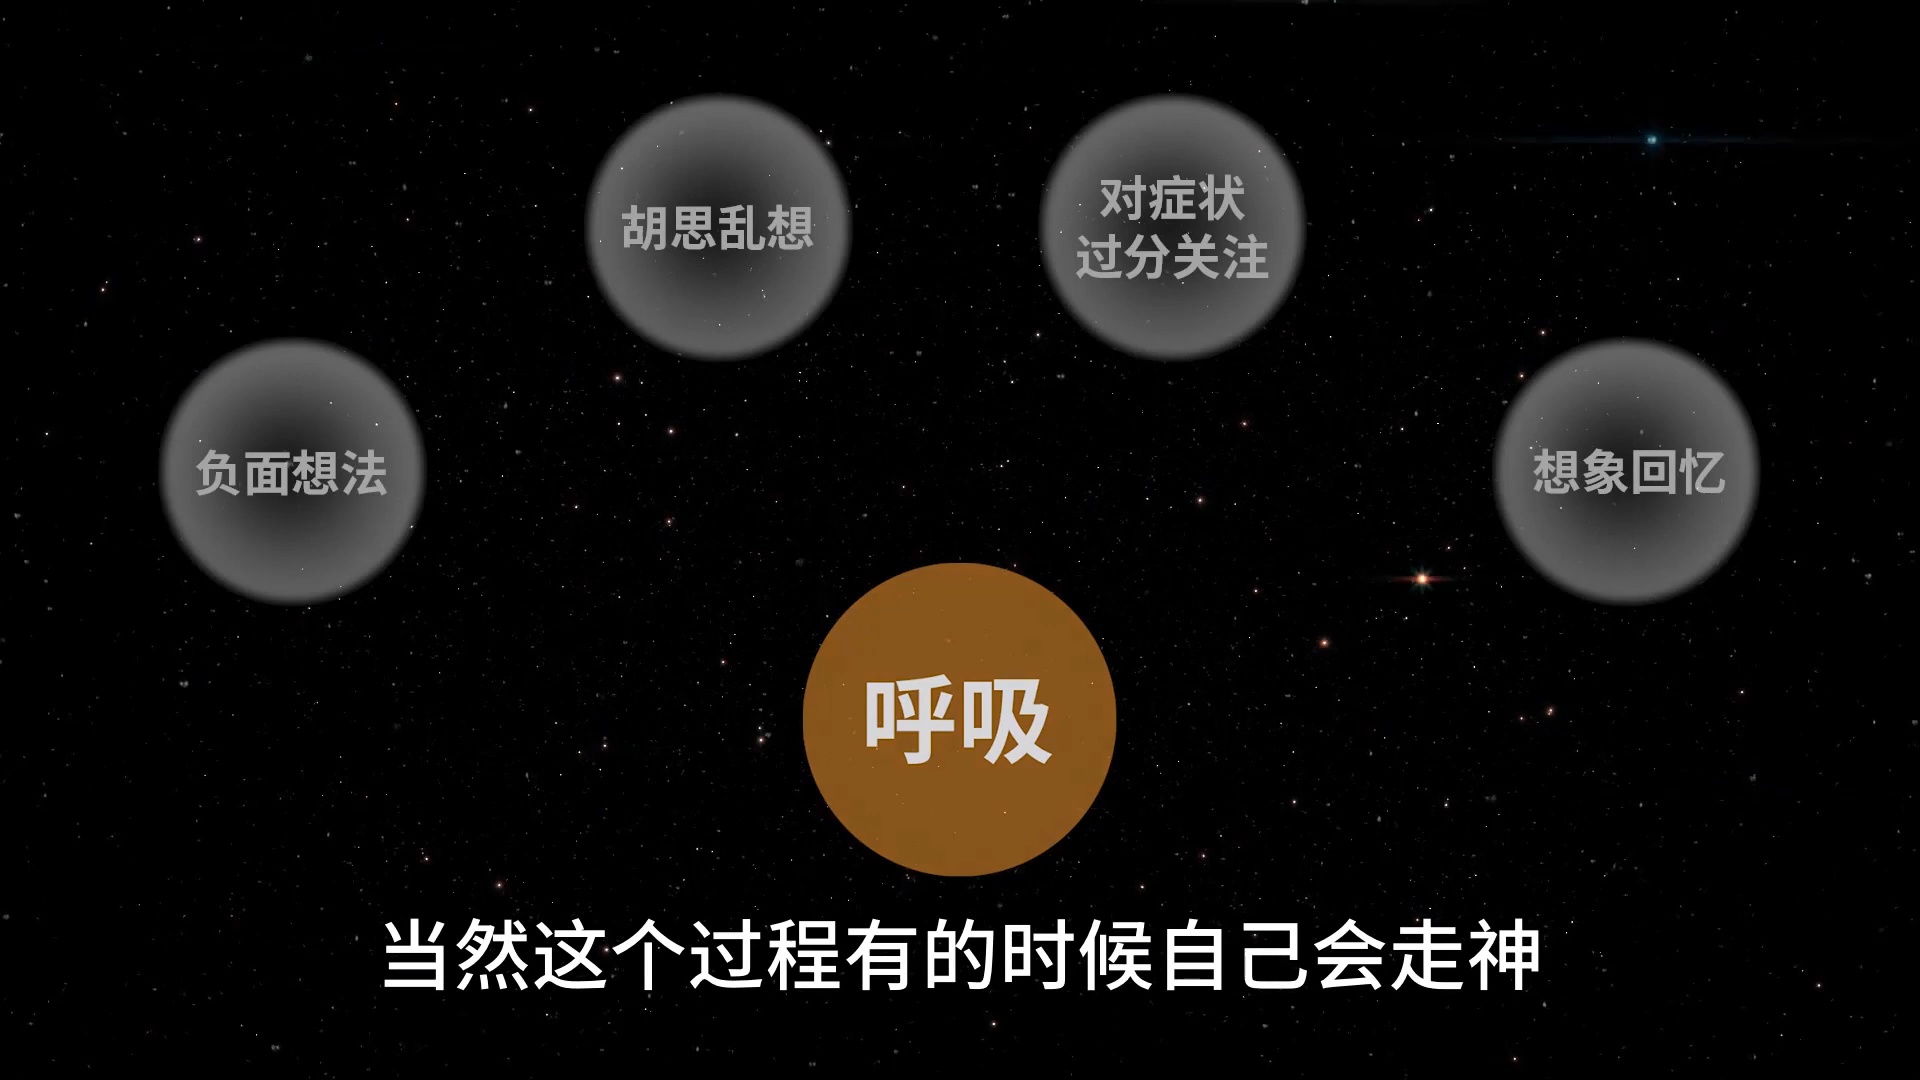 胡思乱想
对症状
过分关注
负面想法
想象回忆
呼吸
当然这个过程有的时候自己会走神